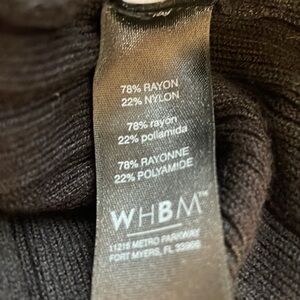 78% RAYON
22% NYLON
78% rayon
22% poliamida
78% RAYONNE
22% POLYAMIDE
WHBM™
11215 METRO PARKWAY
FORT MYERS, FL 33966